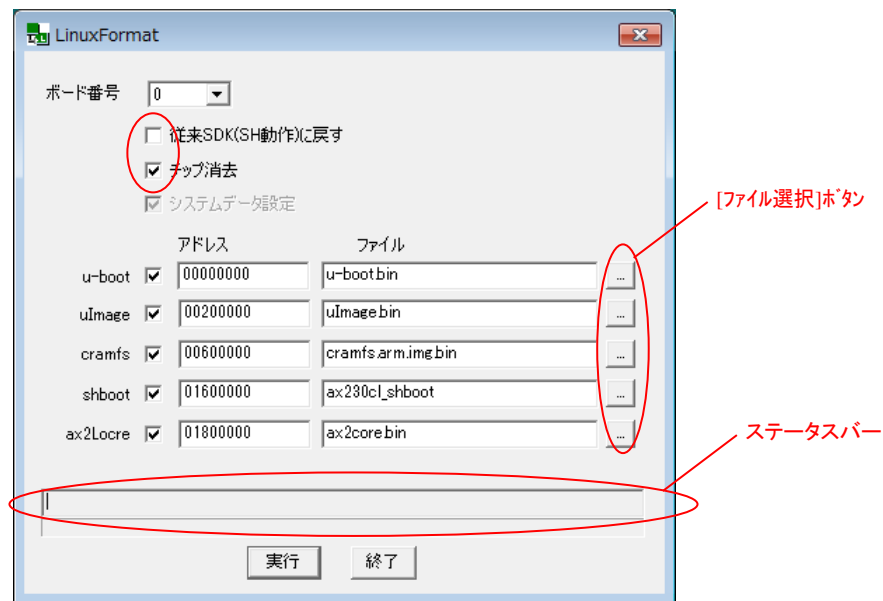 LinuxFormat
ボード番号 0
従来SDK(SH動作)に戻す
チップ消去
システムデータ設定
[ファイル選択]ボタン
アドレス ファイル
u-boot 00000000 u-boot.bin ...
uImage 00200000 uImage.bin ...
cramfs 00600000 cramfs.arm.img.bin ...
shboot 01600000 ax230cl_shboot ...
ax2Locre 01800000 ax2core.bin ...
ステータスバー
実行 終了